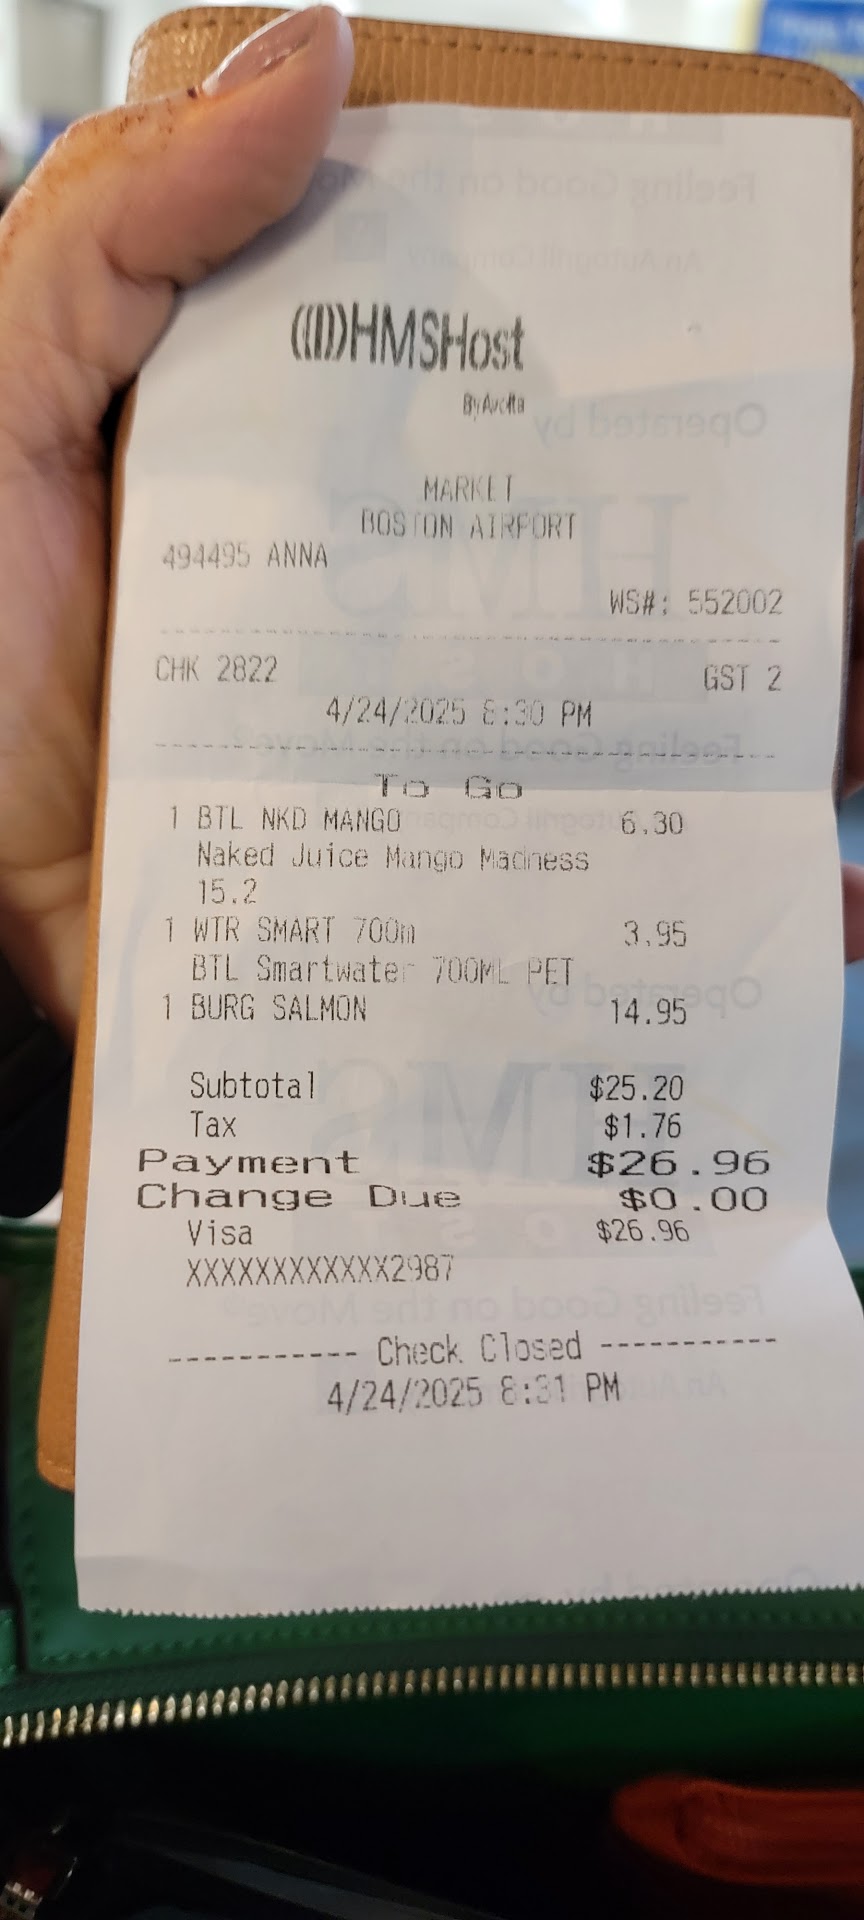 HMSHost
By Avolta
MARKET
BOSTON AIRPORT
494495 ANNA
WS#: 552002
CHK 2822 GST 2
4/24/2025 8:30 PM
To Go
1 BTL NKD MANGO 6.30
Naked Juice Mango Madness
15.2
1 WTR SMART 700m 3.95
BTL Smartwater 700ML PET
1 BURG SALMON 14.95
Subtotal $25.20
Tax $1.76
Payment $26.96
Change Due $0.00
Visa $26.96
XXXXXXXXXXXX2987
----------- Check Closed -----------
4/24/2025 8:31 PM